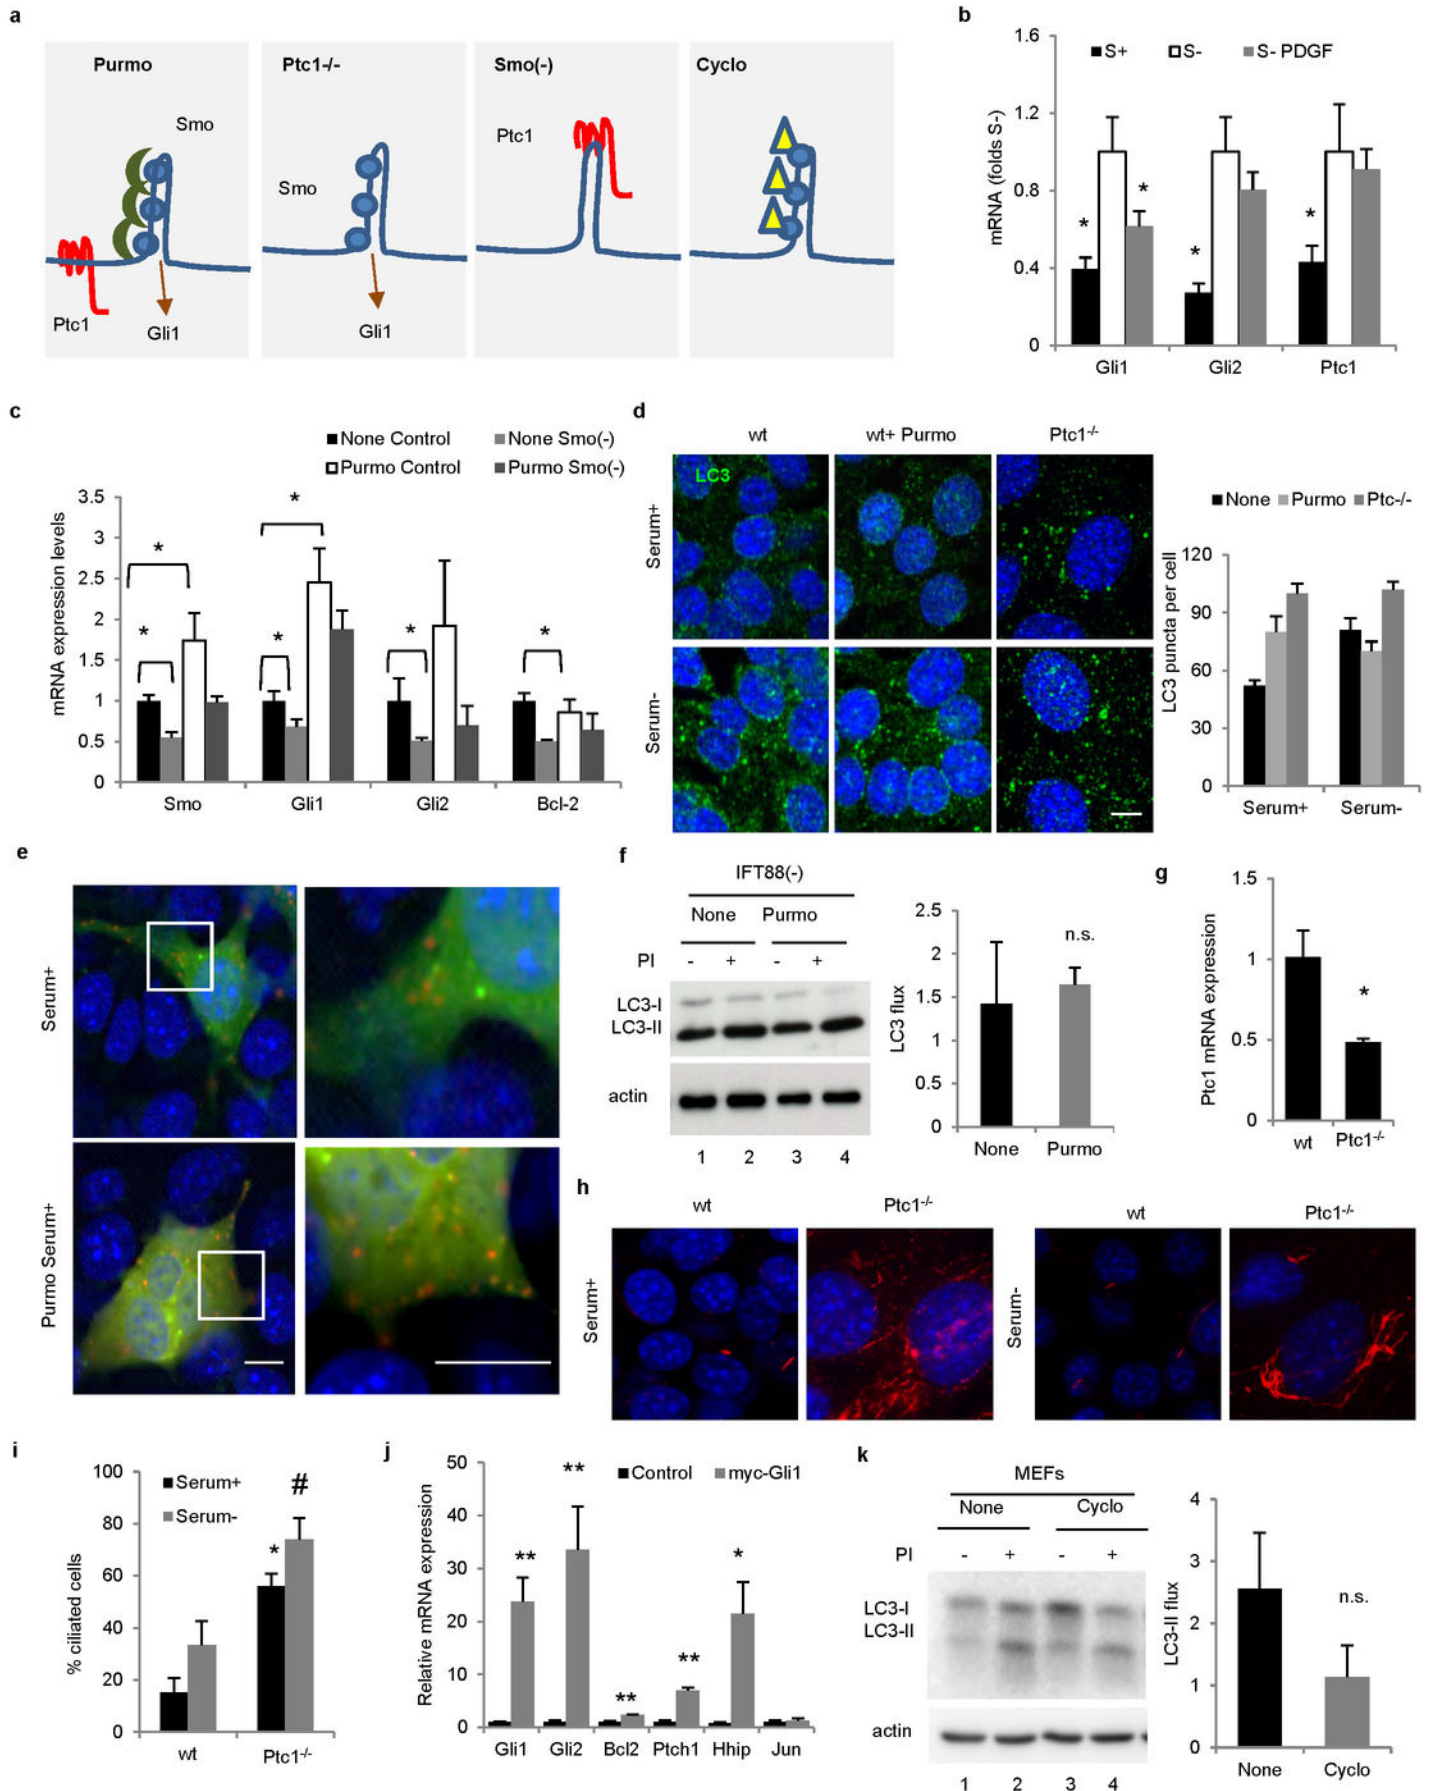 a
Purmo
Smo
Ptc1
Gli1
Ptc1-/-
Smo
Gli1
Smo(-)
Ptc1
Cyclo
b
S+ S- S- PDGF
mRNA (folds S-)
1.6
1.2
0.8
0.4
0
* * * *
Gli1 Gli2 Ptc1
c
None Control None Smo(-)
Purmo Control Purmo Smo(-)
mRNA expression levels
3.5
3
2.5
2
1.5
1
0.5
0
* * * * * *
Smo Gli1 Gli2 Bcl-2
d
wt wt+ Purmo Ptc1-/-
LC3
Serum+
Serum-
None Purmo Ptc-/-
LC3 puncta per cell
120
90
60
30
0
Serum+ Serum-
e
Serum+
Purmo Serum+
f
IFT88(-)
None Purmo
PI - + - +
LC3-I
LC3-II
actin
1 2 3 4
LC3 flux
2.5
2
1.5
1
0.5
0
n.s.
None Purmo
g
Ptc1 mRNA expression
1.5
1
0.5
0
*
wt Ptc1-/-
h
wt Ptc1-/- wt Ptc1-/-
Serum+
Serum-
i
Serum+
Serum-
% ciliated cells
100
80
60
40
20
0
* #
wt Ptc1-/-
j
Control myc-Gli1
Relative mRNA expression
50
40
30
20
10
0
** ** ** ** *
Gli1 Gli2 Bcl2 Ptch1 Hhip Jun
k
MEFs
None Cyclo
PI - + - +
LC3-I
LC3-II
actin
1 2 3 4
LC3-II flux
4
3
2
1
0
n.s.
None Cyclo